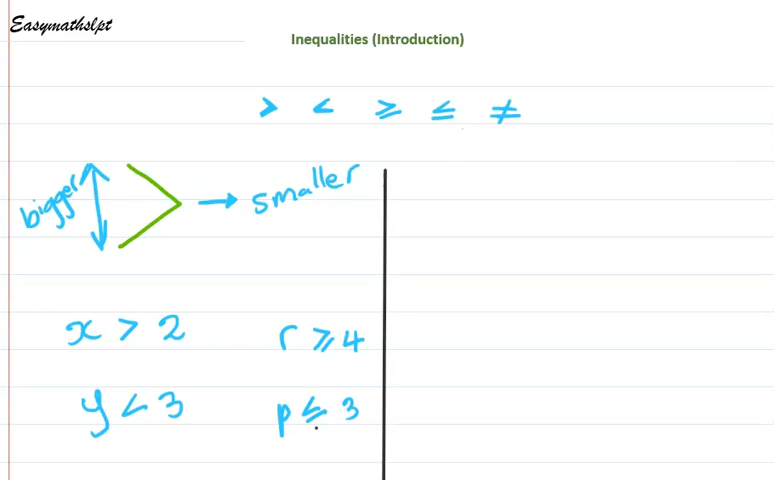 Easymathslpt
Inequalities (Introduction)
> < ⩾ ≤ ≠
bigger → smaller
x > 2
r ⩾ 4
y < 3
p ≤ 3